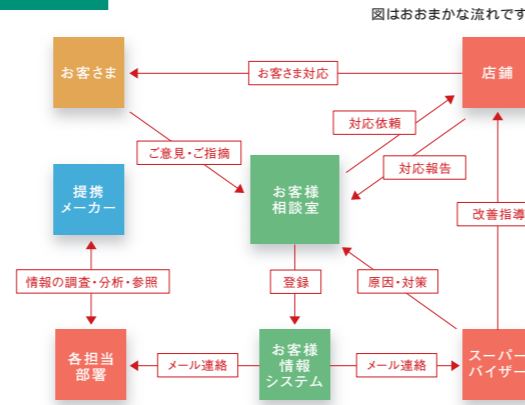 図はおおまかな流れです
お客さま
お客さま対応
店舗
対応依頼
ご意見・ご指摘
対応報告
提携
メーカー
お客様
相談室
改善指導
情報の調査・分析・参照
登録
原因・対策
各担当
部署
メール連絡
お客様
情報
システム
メール連絡
スーパー
バイザー